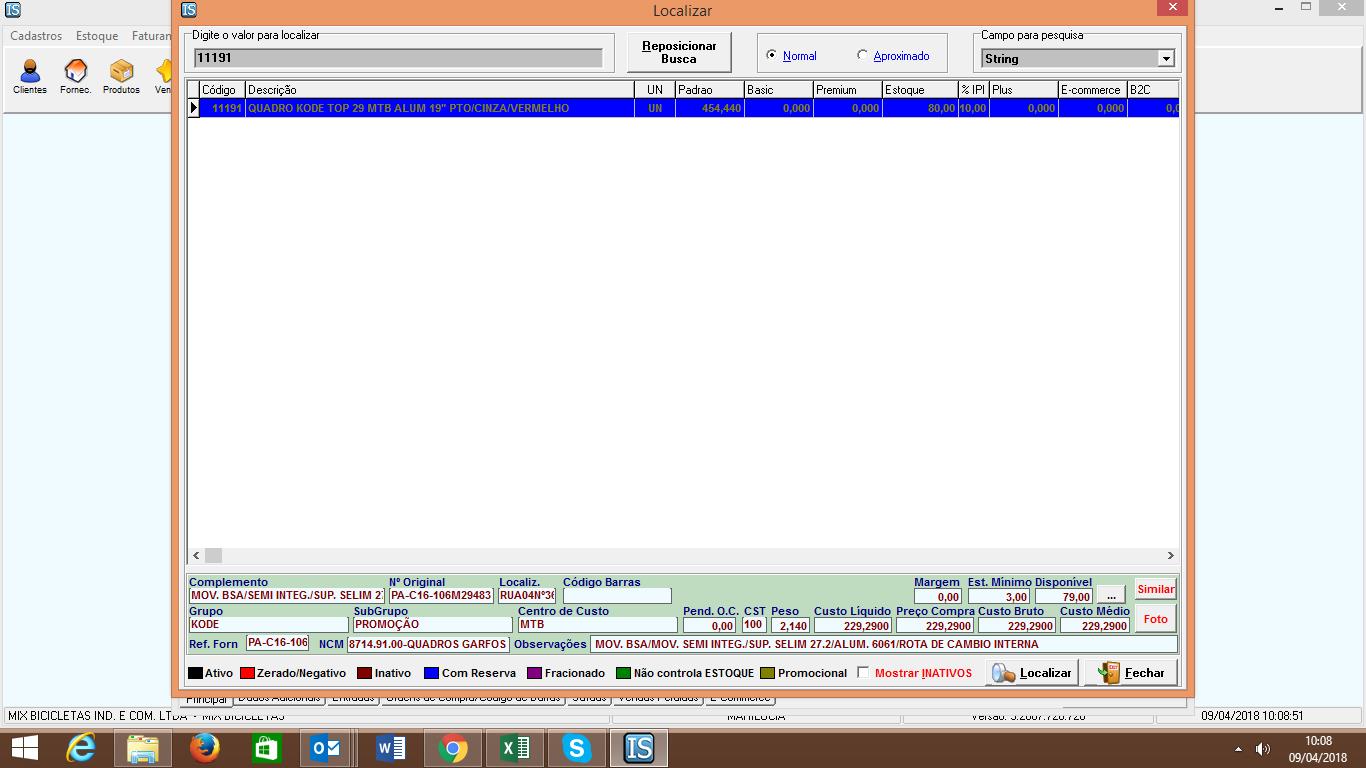 IS
IS Localizar
Cadastros Estoque Faturan
Clientes Fornec. Produtos Ven
Digite o valor para localizar
11191
Reposicionar
Busca
Normal Aproximado
Campo para pesquisa
String
Código Descrição UN Padrao Basic Premium Estoque % IPI Plus E-commerce B2C
11191 QUADRO KODE TOP 29 MTB ALUM 19" PTO/CINZA/VERMELHO UN 454,440 0,000 0,000 80,00 10,00 0,000 0,000 0,0
Complemento Nº Original Localiz. Código Barras Margem Est. Mínimo Disponível
MOV. BSA/SEMI INTEG./SUP. SELIM 2 PA-C16-106M29483 RUA04Nº36 0,00 3,00 79,00 ... Similar
Grupo SubGrupo Centro de Custo Pend. O.C. CST Peso Custo Líquido Preço Compra Custo Bruto Custo Médio
KODE PROMOÇÃO MTB 0,00 100 2,140 229,2900 229,2900 229,2900 229,2900 Foto
Ref. Forn PA-C16-106 NCM 8714.91.00-QUADROS GARFOS Observações MOV. BSA/MOV. SEMI INTEG./SUP. SELIM 27.2/ALUM. 6061/ROTA DE CAMBIO INTERNA
Ativo Zerado/Negativo Inativo Com Reserva Fracionado Não controla ESTOQUE Promocional Mostrar INATIVOS Localizar Fechar
Principal Dados Adicionais Entradas Ordens de Compra/Código de Barras Saídas Vendas Perdidas E-Commerce
MIX BICICLETAS IND. E COM. LTDA - MIX BICICLETAS MARILUCIA 09/04/2018 10:08:51
IS
10:08
09/04/2018